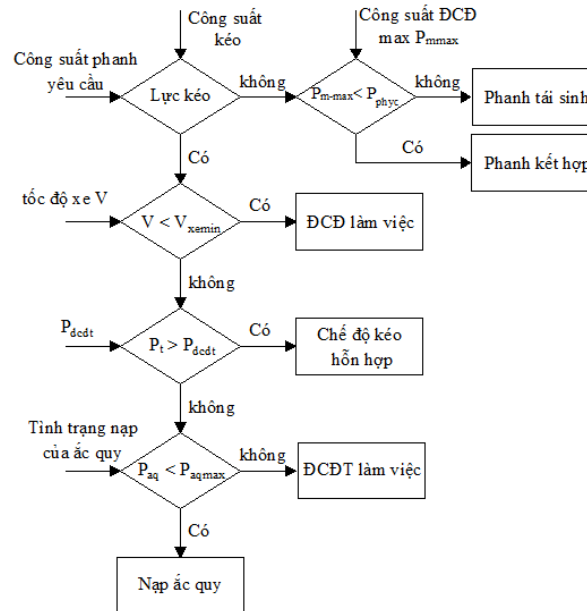 Công suất
kéo
Công suất ĐCĐ
max Pmmax
Công suất phanh
yêu cầu
Lực kéo
không
Pm-max< Pphyc
không
Phanh tái sinh
Có
Phanh kết hợp
Có
tốc độ xe V
V < Vxemin
Có
ĐCĐ làm việc
không
Pdcdt
Pt > Pdcdt
Có
Chế độ kéo
hỗn hợp
không
Tình trạng nạp
của ắc quy
Paq < Paqmax
không
ĐCĐT làm việc
Có
Nạp ắc quy